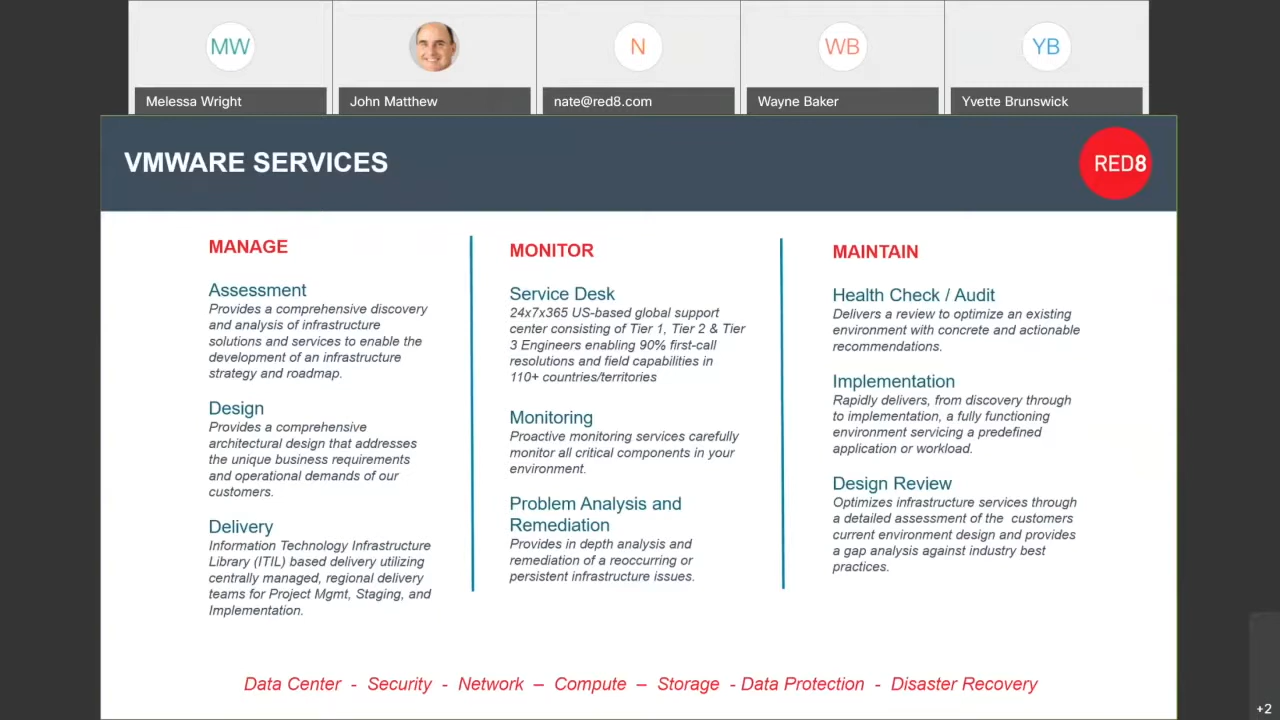 MW
N
WB
YB
Melessa Wright
John Matthew
nate@red8.com
Wayne Baker
Yvette Brunswick
VMWARE SERVICES
RED8
MANAGE
Assessment
Provides a comprehensive discovery
and analysis of infrastructure
solutions and services to enable the
development of an infrastructure
strategy and roadmap.
Design
Provides a comprehensive
architectural design that addresses
the unique business requirements
and operational demands of our
customers.
Delivery
Information Technology Infrastructure
Library (ITIL) based delivery utilizing
centrally managed, regional delivery
teams for Project Mgmt, Staging, and
Implementation.
MONITOR
Service Desk
24x7x365 US-based global support
center consisting of Tier 1, Tier 2 & Tier
3 Engineers enabling 90% first-call
resolutions and field capabilities in
110+ countries/territories
Monitoring
Proactive monitoring services carefully
monitor all critical components in your
environment.
Problem Analysis and
Remediation
Provides in depth analysis and
remediation of a reoccurring or
persistent infrastructure issues.
MAINTAIN
Health Check / Audit
Delivers a review to optimize an existing
environment with concrete and actionable
recommendations.
Implementation
Rapidly delivers, from discovery through
to implementation, a fully functioning
environment servicing a predefined
application or workload.
Design Review
Optimizes infrastructure services through
a detailed assessment of the customers
current environment design and provides
a gap analysis against industry best
practices.
Data Center - Security - Network – Compute – Storage - Data Protection - Disaster Recovery
+2